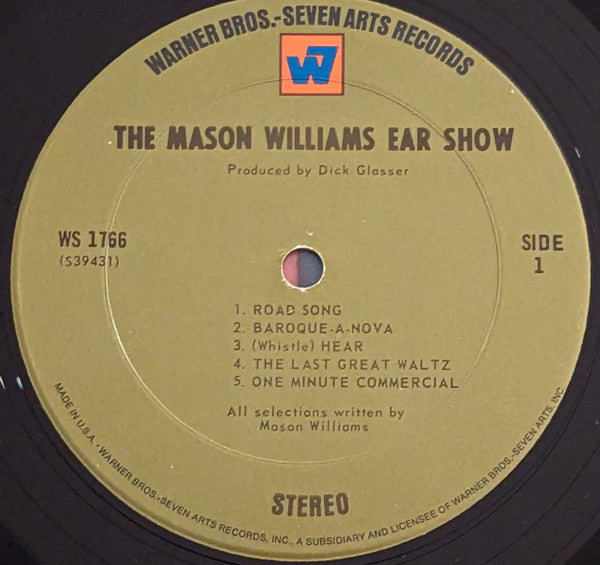 WARNER BROS.-SEVEN ARTS RECORDS
W7
THE MASON WILLIAMS EAR SHOW
Produced by Dick Glasser
WS 1766
(S39431)
SIDE
1
1. ROAD SONG
2. BAROQUE-A-NOVA
3. (Whistle) HEAR
4. THE LAST GREAT WALTZ
5. ONE MINUTE COMMERCIAL
All selections written by
Mason Williams
STEREO
MADE IN U.S.A. • WARNER BROS.-SEVEN ARTS RECORDS, INC., A SUBSIDIARY AND LICENSEE OF WARNER BROS.-SEVEN ARTS, INC.